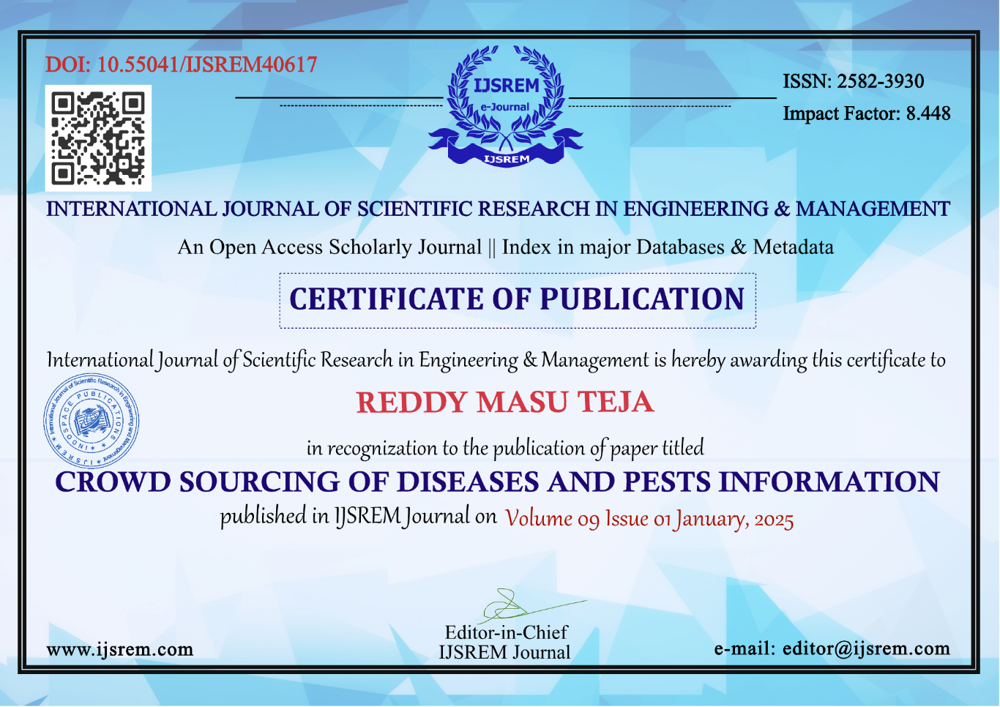 DOI: 10.55041/IJSREM40617
IJSREM
e-Journal
IJSREM
ISSN: 2582-3930
Impact Factor: 8.448
INTERNATIONAL JOURNAL OF SCIENTIFIC RESEARCH IN ENGINEERING & MANAGEMENT
An Open Access Scholarly Journal || Index in major Databases & Metadata
CERTIFICATE OF PUBLICATION
International Journal of Scientific Research in Engineering & Management is hereby awarding this certificate to
International Journal of Scientific Research in Engineering and Management
* IJSREM *
INDOSPACE PUBLICATIONS
REDDY MASU TEJA
in recognization to the publication of paper titled
CROWD SOURCING OF DISEASES AND PESTS INFORMATION
published in IJSREM Journal on Volume 09 Issue 01 January, 2025
Editor-in-Chief
IJSREM Journal
www.ijsrem.com
e-mail: editor@ijsrem.com